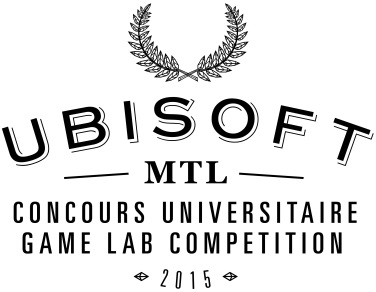 UBISOFT
MTL
CONCOURS UNIVERSITAIRE
GAME LAB COMPETITION
2015